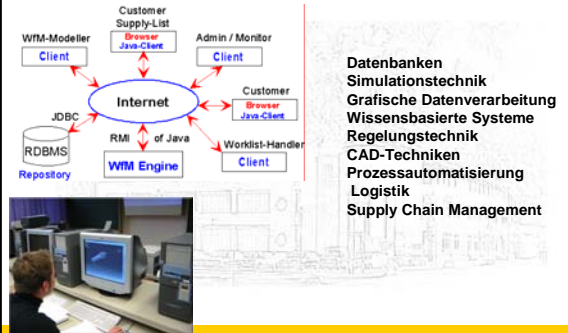 Customer
Supply-List
Browser
Java-Client
WfM-Modeller
Client
Admin / Monitor
Client
Internet
Customer
Browser
Java-Client
JDBC
RDBMS
Repository
RMI of Java
WfM Engine
Worklist-Handler
Client
Datenbanken
Simulationstechnik
Grafische Datenverarbeitung
Wissensbasierte Systeme
Regelungstechnik
CAD-Techniken
Prozessautomatisierung
Logistik
Supply Chain Management